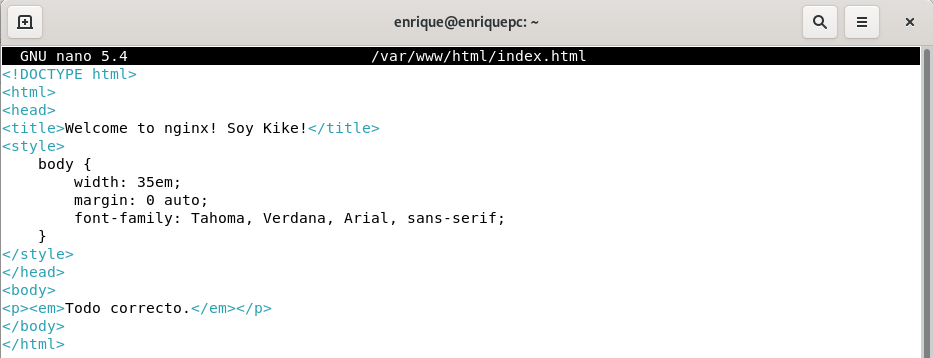 enrique@enriquepc: ~
GNU nano 5.4 /var/www/html/index.html
<!DOCTYPE html>
<html>
<head>
<title>Welcome to nginx! Soy Kike!</title>
<style>
    body {
        width: 35em;
        margin: 0 auto;
        font-family: Tahoma, Verdana, Arial, sans-serif;
    }
</style>
</head>
<body>
<p><em>Todo correcto.</em></p>
</body>
</html>